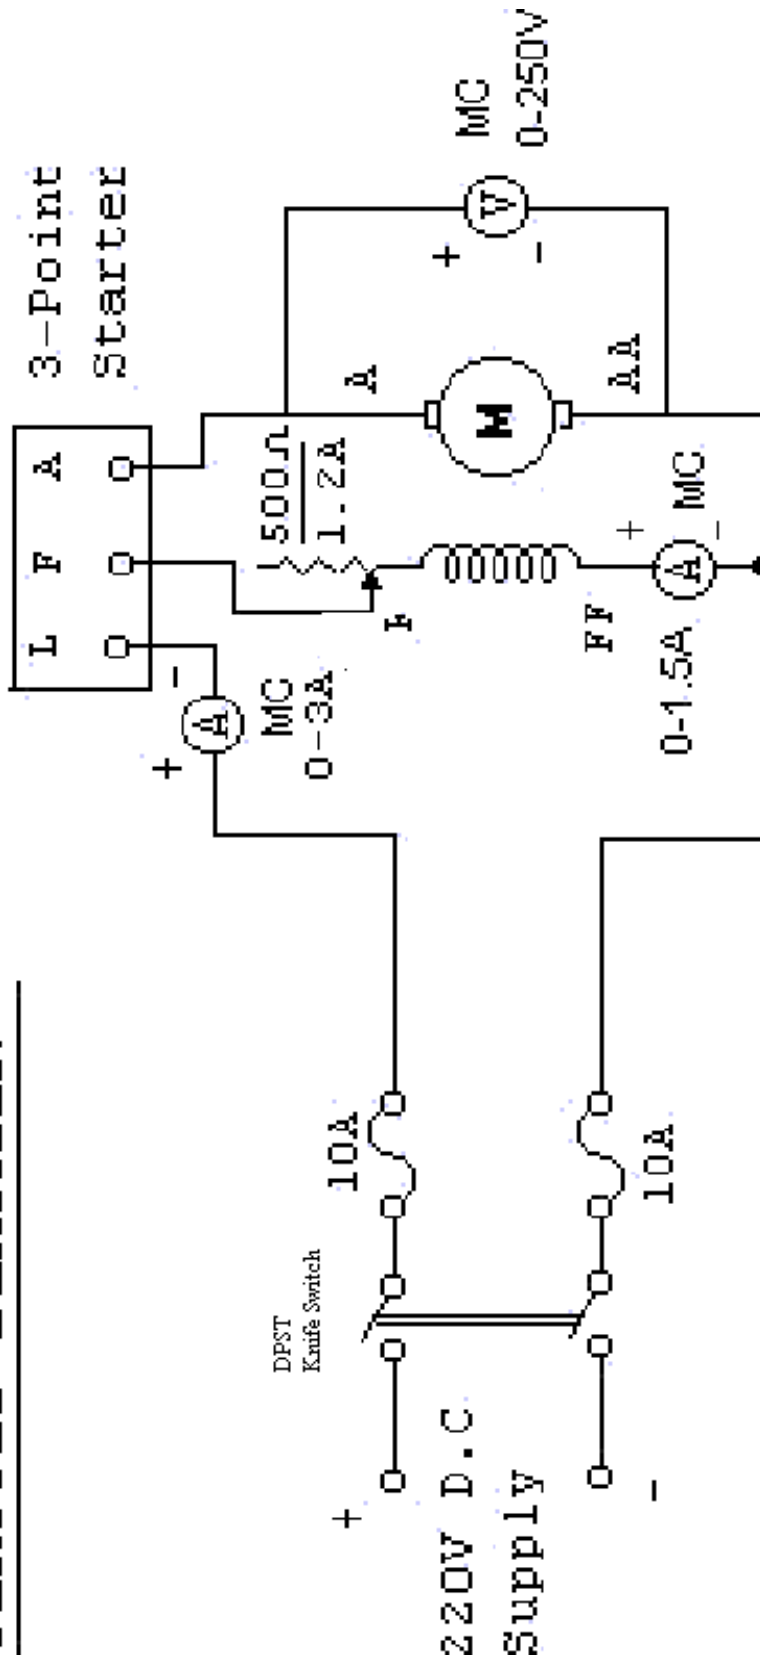 220V D.C
Supply
+
-
DPST
Knife Switch
10A
10A
+
A
-
MC
0-3A
L F A
3-Point
Starter
500Ω
1.2A
F
FF
+
A
-
MC
0-1.5A
A
M
AA
+
V
-
MC
0-250V